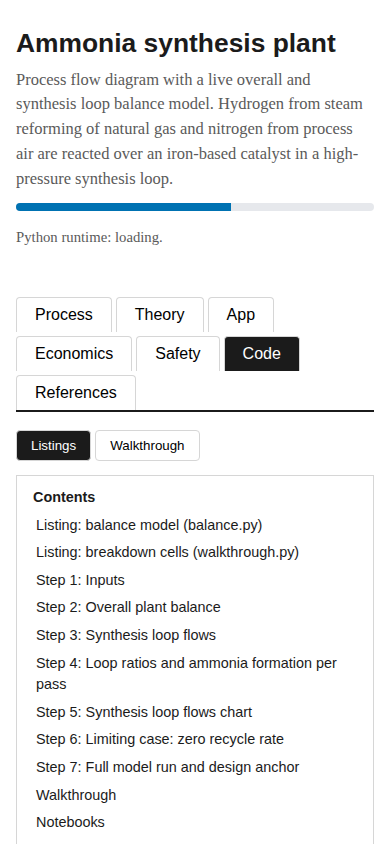 Ammonia synthesis plant
Process flow diagram with a live overall and
synthesis loop balance model. Hydrogen from steam
reforming of natural gas and nitrogen from process
air are reacted over an iron-based catalyst in a high-
pressure synthesis loop.
Python runtime: loading.
Process Theory App
Economics Safety Code
References
Listings Walkthrough
Contents
Listing: balance model (balance.py)
Listing: breakdown cells (walkthrough.py)
Step 1: Inputs
Step 2: Overall plant balance
Step 3: Synthesis loop flows
Step 4: Loop ratios and ammonia formation per
pass
Step 5: Synthesis loop flows chart
Step 6: Limiting case: zero recycle rate
Step 7: Full model run and design anchor
Walkthrough
Notebooks